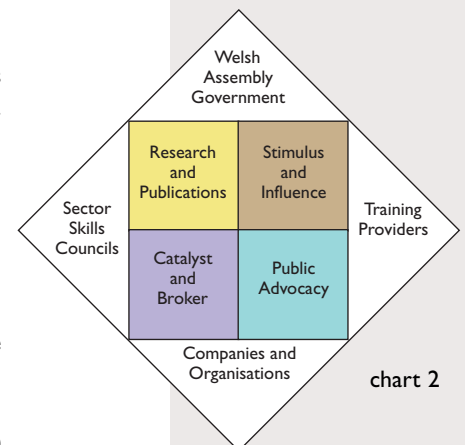 Welsh
Assembly
Government
Research
and
Publications
Stimulus
and
Influence
Sector
Skills
Councils
Training
Providers
Catalyst
and
Broker
Public
Advocacy
Companies and
Organisations
chart 2